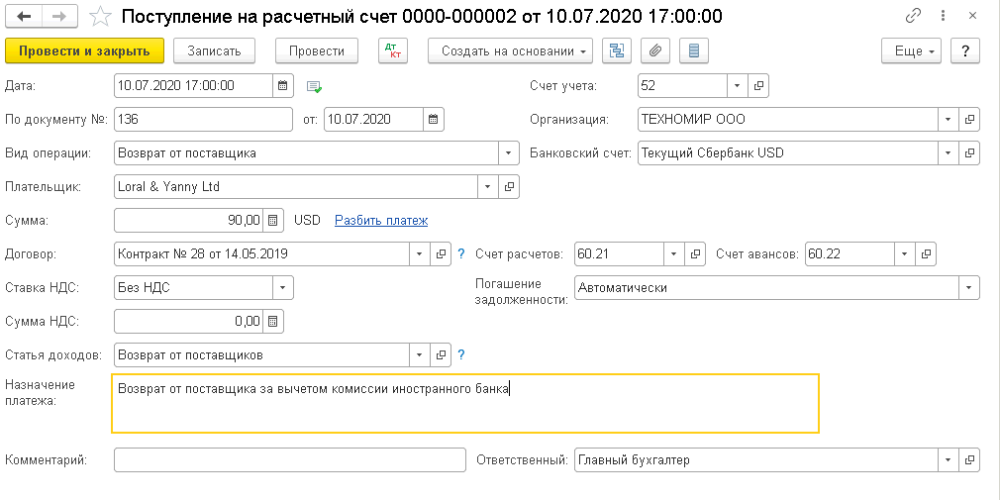 Поступление на расчетный счет 0000-000002 от 10.07.2020 17:00:00
Провести и закрыть Записать Провести Дт Кт Создать на основании Еще ?
Дата: 10.07.2020 17:00:00 Счет учета: 52
По документу №: 136 от: 10.07.2020 Организация: ТЕХНОМИР ООО
Вид операции: Возврат от поставщика Банковский счет: Текущий Сбербанк USD
Плательщик: Loral & Yanny Ltd
Сумма: 90,00 USD Разбить платеж
Договор: Контракт № 28 от 14.05.2019 ? Счет расчетов: 60.21 Счет авансов: 60.22
Ставка НДС: Без НДС Погашение задолженности: Автоматически
Сумма НДС: 0,00
Статья доходов: Возврат от поставщиков ?
Назначение платежа: Возврат от поставщика за вычетом комиссии иностранного банка
Комментарий: Ответственный: Главный бухгалтер